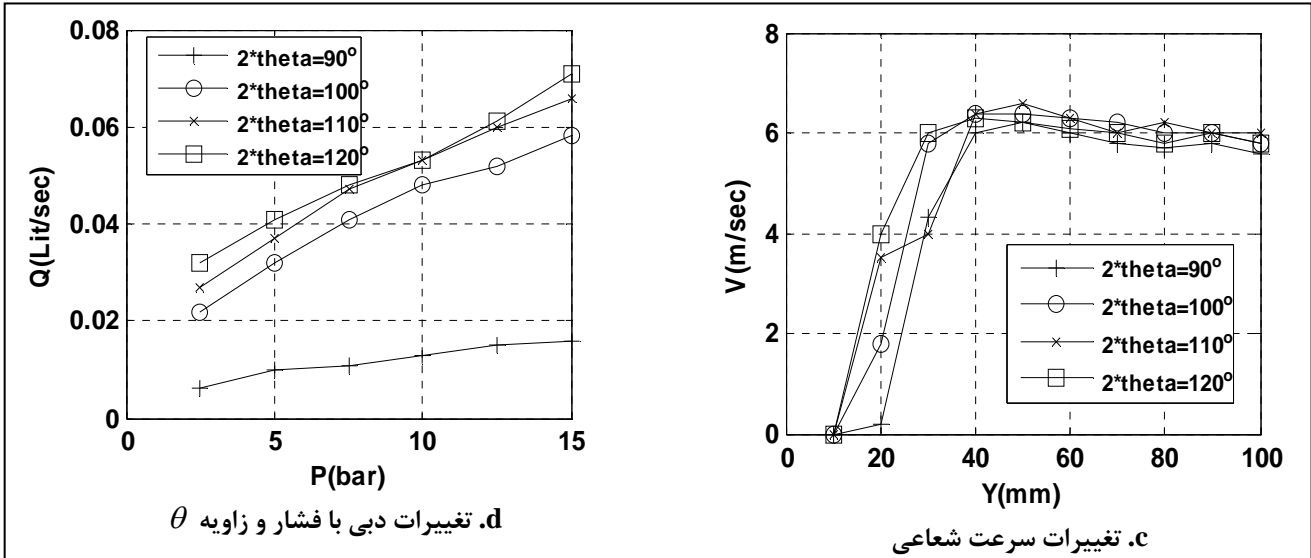 0.08
0.06
0.04
0.02
0
Q(Lit/sec)
2*theta=90°
2*theta=100°
2*theta=110°
2*theta=120°
0 5 10 15
P(bar)
d. تغییرات دبی با فشار و زاویه θ
8
6
4
2
0
V(m/sec)
2*theta=90°
2*theta=100°
2*theta=110°
2*theta=120°
0 20 40 60 80 100
Y(mm)
c. تغییرات سرعت شعاعی